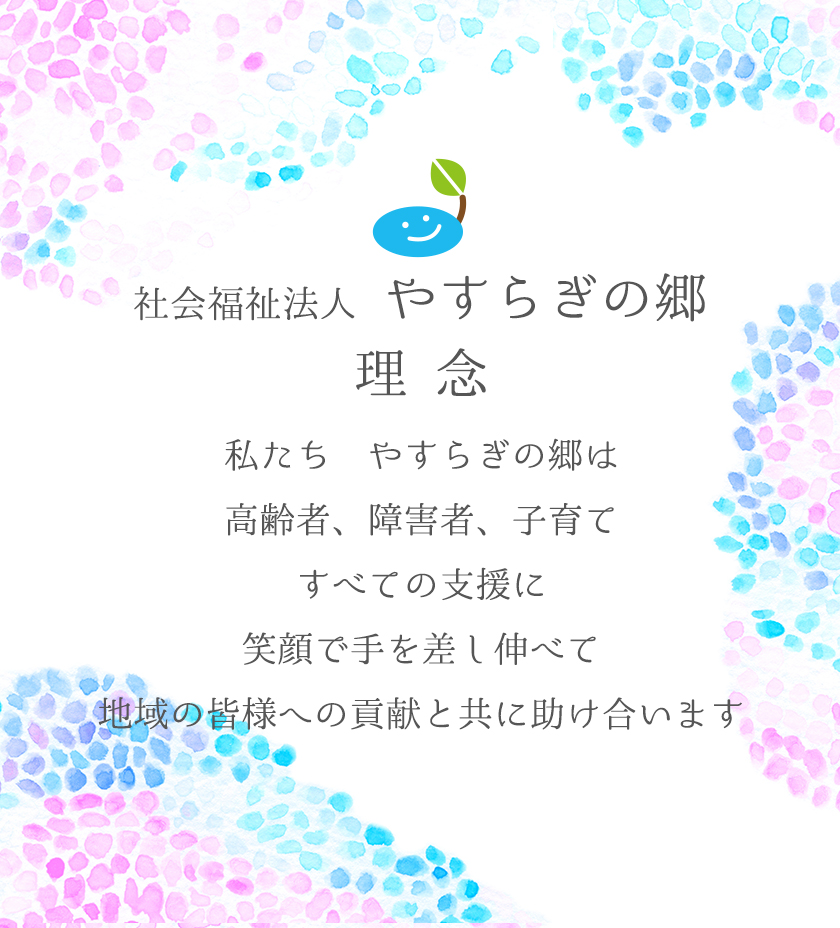 社会福祉法人 やすらぎの郷
理 念
私たち　やすらぎの郷は
高齢者、障害者、子育て
すべての支援に
笑顔で手を差し伸べて
地域の皆様への貢献と共に助け合います